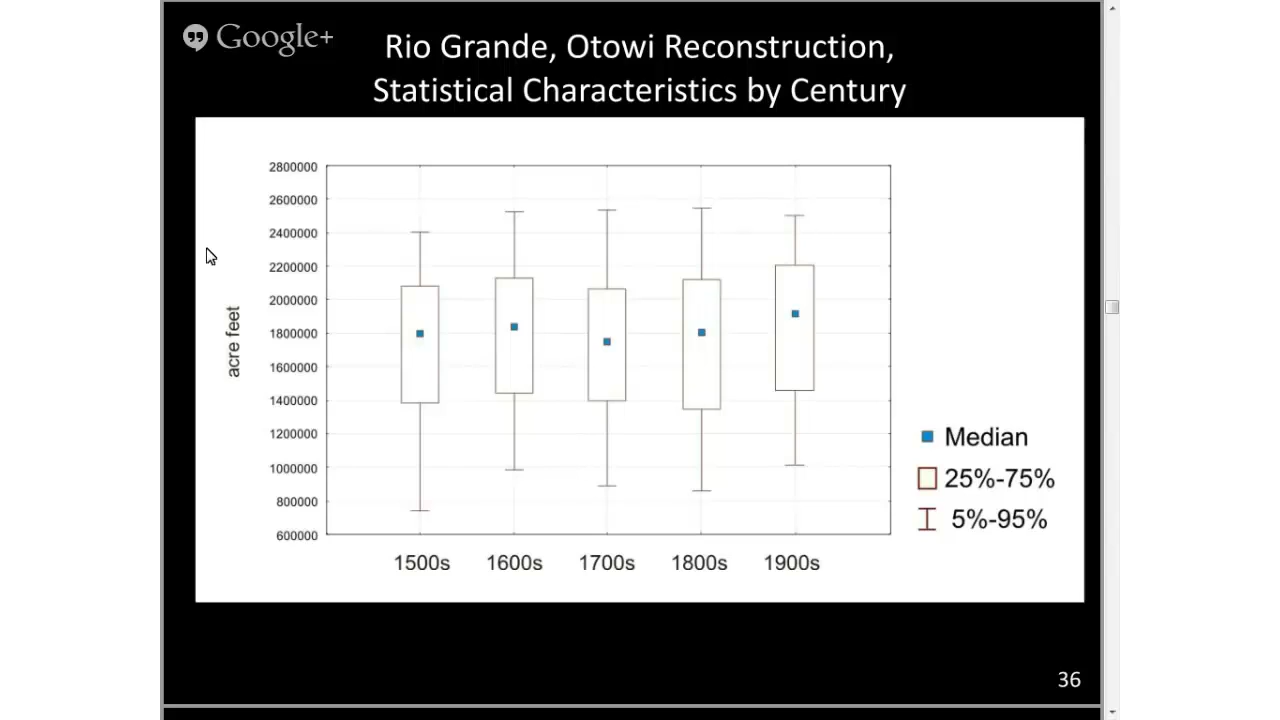 Google+
Rio Grande, Otowi Reconstruction,
Statistical Characteristics by Century
2800000
2600000
2400000
2200000
2000000
1800000
1600000
1400000
1200000
1000000
800000
600000
acre feet
1500s 1600s 1700s 1800s 1900s
Median
25%-75%
5%-95%
36